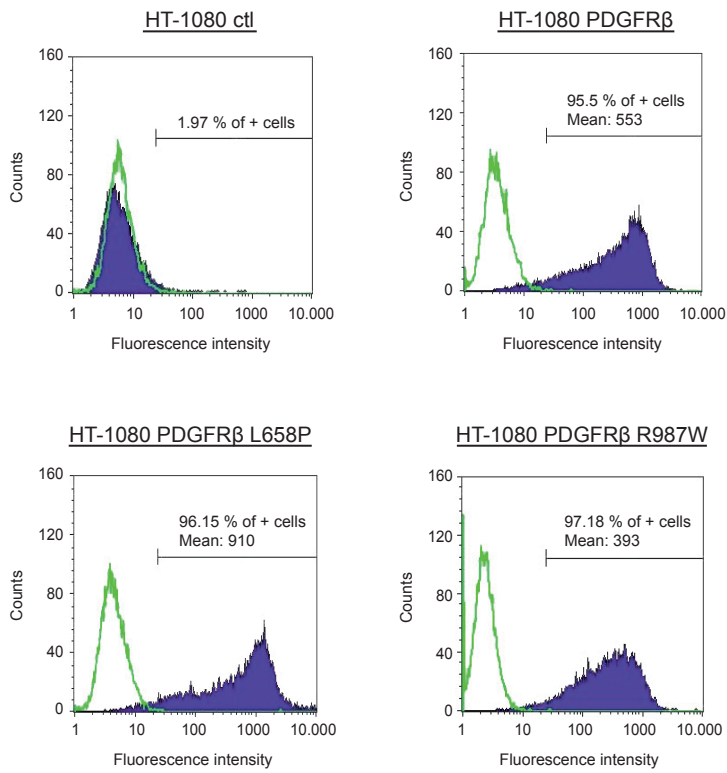 HT-1080 ctl
160
120
80
40
0
Counts
1.97 % of + cells
1 10 100 1000 10.000
Fluorescence intensity
HT-1080 PDGFRβ
160
120
80
40
0
Counts
95.5 % of + cells
Mean: 553
1 10 100 1000 10.000
Fluorescence intensity
HT-1080 PDGFRβ L658P
160
120
80
40
0
Counts
96.15 % of + cells
Mean: 910
1 10 100 1000 10.000
Fluorescence intensity
HT-1080 PDGFRβ R987W
160
120
80
40
0
Counts
97.18 % of + cells
Mean: 393
1 10 100 1000 10.000
Fluorescence intensity